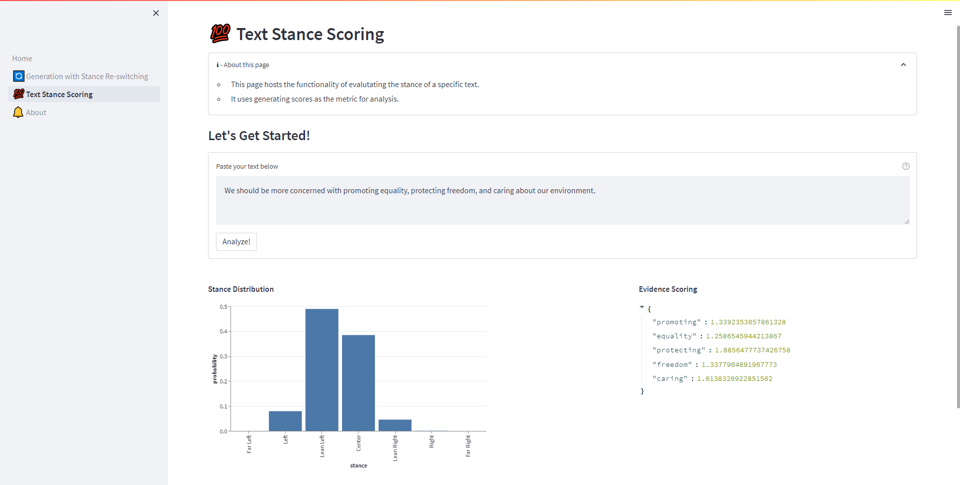 Home
Generation with Stance Re-switching
Text Stance Scoring
About
💯 Text Stance Scoring
ℹ - About this page
This page hosts the functionality of evalutating the stance of a specific text.
It uses generating scores as the metric for analysis.
Let's Get Started!
Paste your text below
We should be more concerned with promoting equality, protecting freedom, and caring about our environment.
Analyze!
Stance Distribution
0.5
0.4
0.3
0.2
0.1
0.0
probability
Far Left
Left
Lean Left
Center
Lean Right
Right
Far Right
stance
Evidence Scoring
{
"promoting" : 1.3392353057861328
"equality" : 1.2586545944213867
"protecting" : 1.8856477737426758
"freedom" : 1.3377904891967773
"caring" : 1.0138320922851562
}